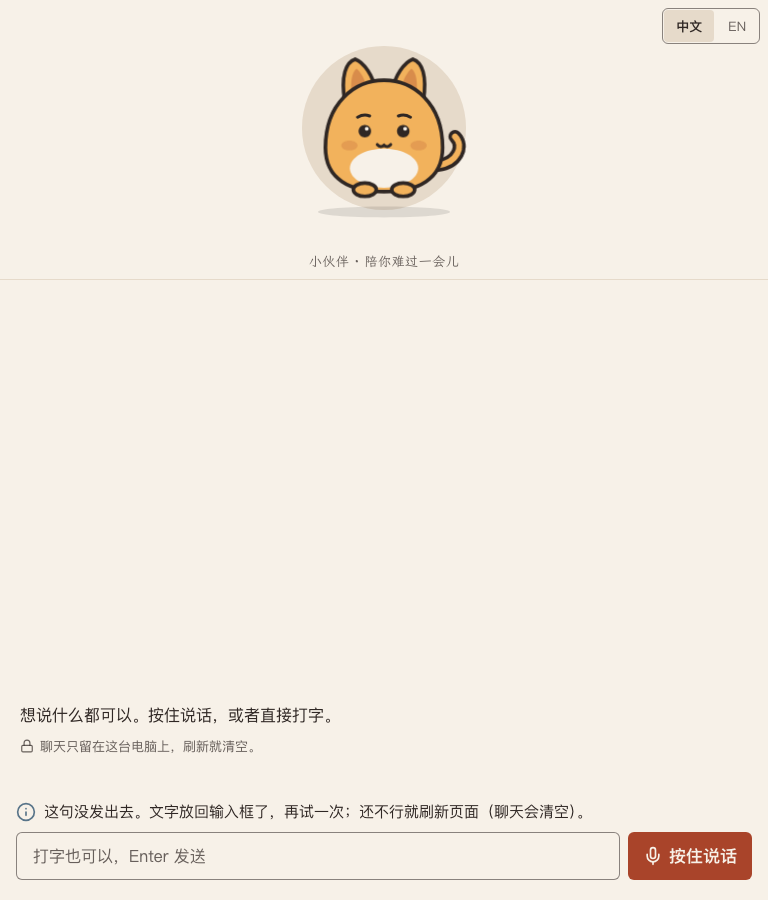 中文 EN
小伙伴 · 陪你难过一会儿
想说什么都可以。按住说话，或者直接打字。
聊天只留在这台电脑上，刷新就清空。
这句没发出去。文字放回输入框了，再试一次；还不行就刷新页面（聊天会清空）。
打字也可以，Enter 发送
按住说话